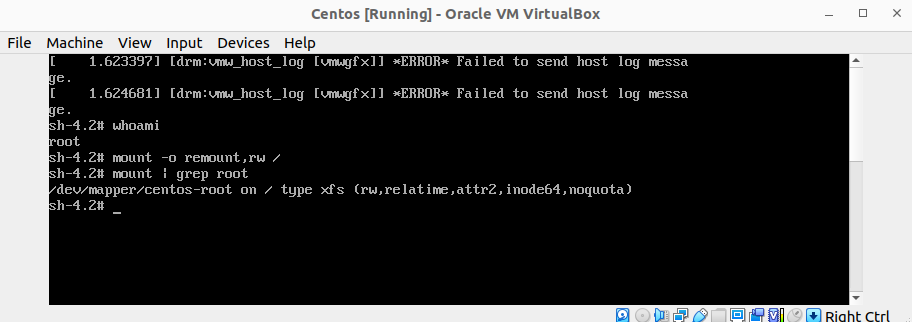 Centos [Running] - Oracle VM VirtualBox
File Machine View Input Devices Help
[    1.623397] [drm:vmw_host_log [vmwgfx]] *ERROR* Failed to send host log messa
ge.
[    1.624681] [drm:vmw_host_log [vmwgfx]] *ERROR* Failed to send host log messa
ge.
sh-4.2# whoami
root
sh-4.2# mount -o remount,rw /
sh-4.2# mount | grep root
/dev/mapper/centos-root on / type xfs (rw,relatime,attr2,inode64,noquota)
sh-4.2# _
Right Ctrl